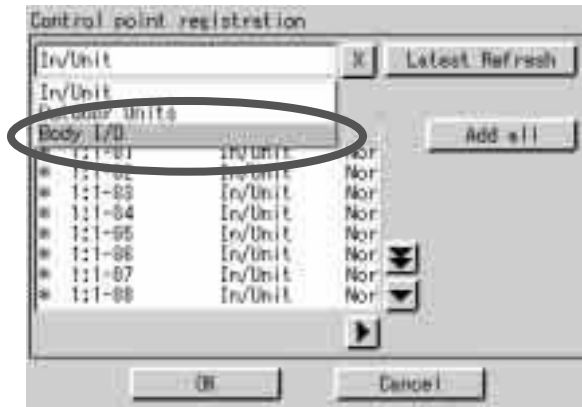 Control point registration
In/Unit X Latest Refresh
In/Unit
Outdoor Units
Body I/O Add all
* 1:1-01 In/Unit Nor
* 1:1-02 In/Unit Nor
* 1:1-03 In/Unit Nor
* 1:1-04 In/Unit Nor
* 1:1-05 In/Unit Nor
* 1:1-06 In/Unit Nor
* 1:1-07 In/Unit Nor
* 1:1-08 In/Unit Nor
OK Cancel